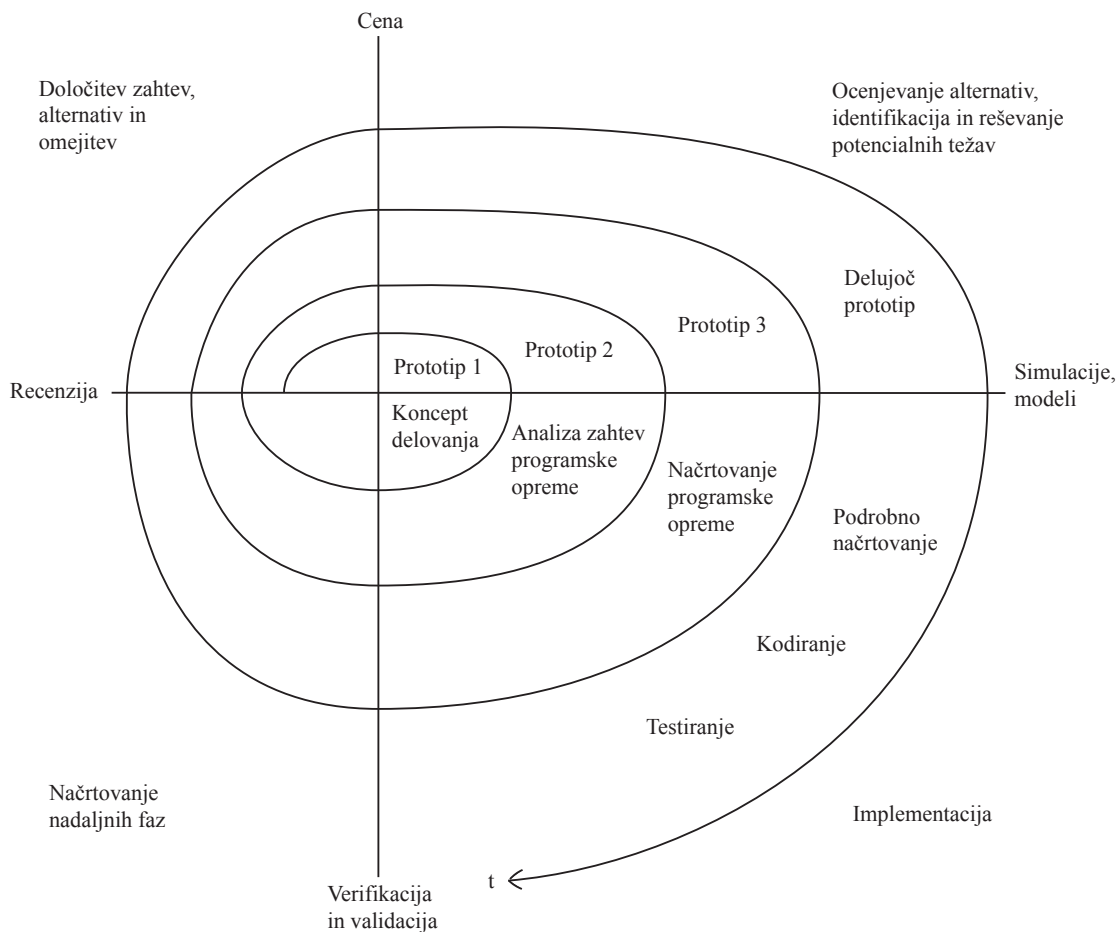 Cena
Določitev zahtev,
alternativ in
omejitev
Ocenjevanje alternativ,
identifikacija in reševanje
potencialnih težav
Delujoč
prototip
Prototip 3
Prototip 2
Prototip 1
Recenzija
Simulacije,
modeli
Koncept
delovanja
Analiza zahtev
programske
opreme
Načrtovanje
programske
opreme
Podrobno
načrtovanje
Kodiranje
Testiranje
Načrtovanje
nadaljnih faz
Implementacija
t
Verifikacija
in validacija